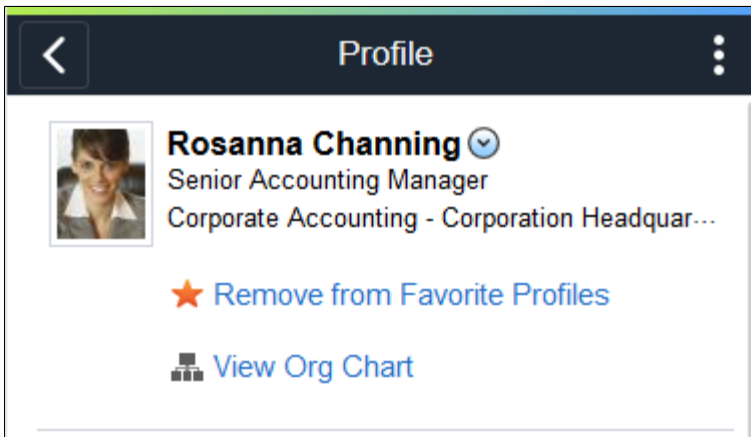 Profile
Rosanna Channing
Senior Accounting Manager
Corporate Accounting - Corporation Headquar...
Remove from Favorite Profiles
View Org Chart